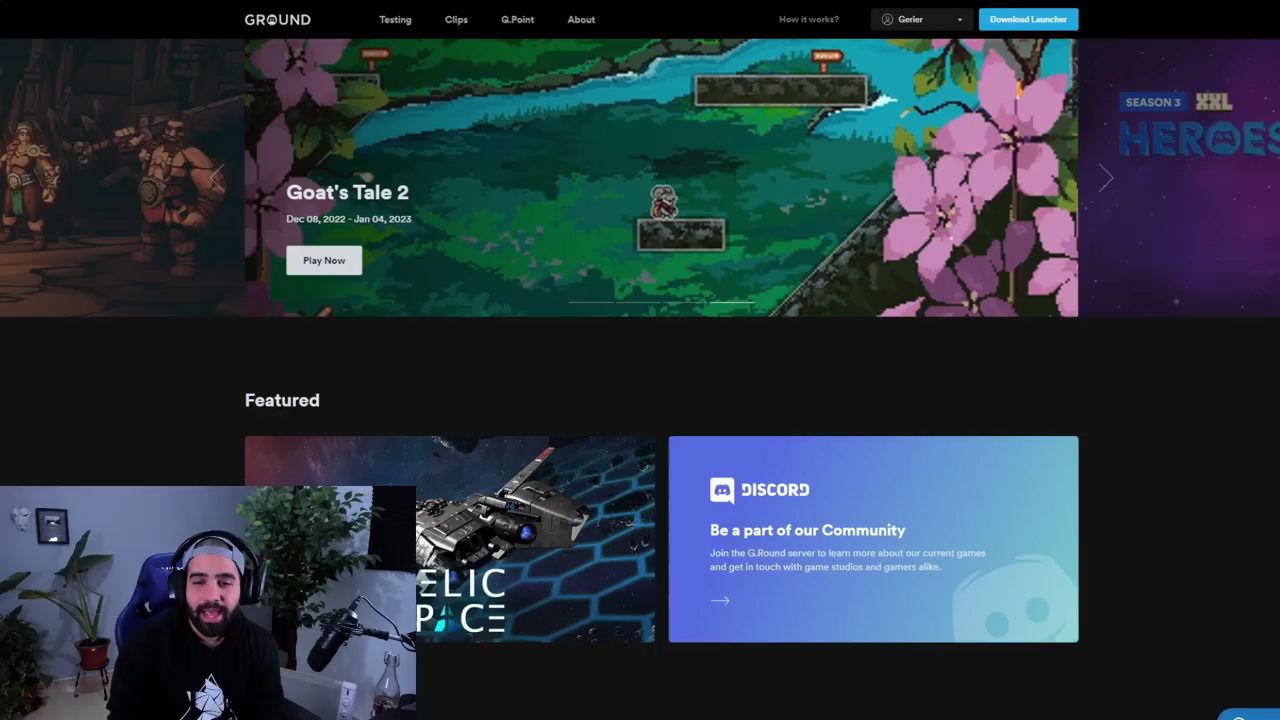 GROUND
Testing
Clips
G.Point
About
How it works?
Gerier
Download Launcher
SEASON 3 XXL
HEROES
Goat's Tale 2
Dec 08, 2022 - Jan 04, 2023
Play Now
Featured
ELIC
SPACE
DISCORD
Be a part of our Community
Join the G.Round server to learn more about our current games
and get in touch with game studios and gamers alike.